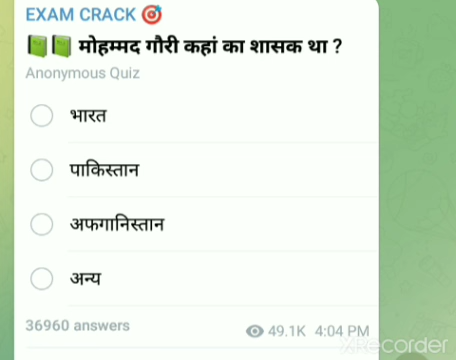 EXAM CRACK 🎯
📗📗 मोहम्मद गौरी कहां का शासक था ?
Anonymous Quiz
भारत
पाकिस्तान
अफगानिस्तान
अन्य
36960 answers
49.1K 4:04 PM
XRecorder